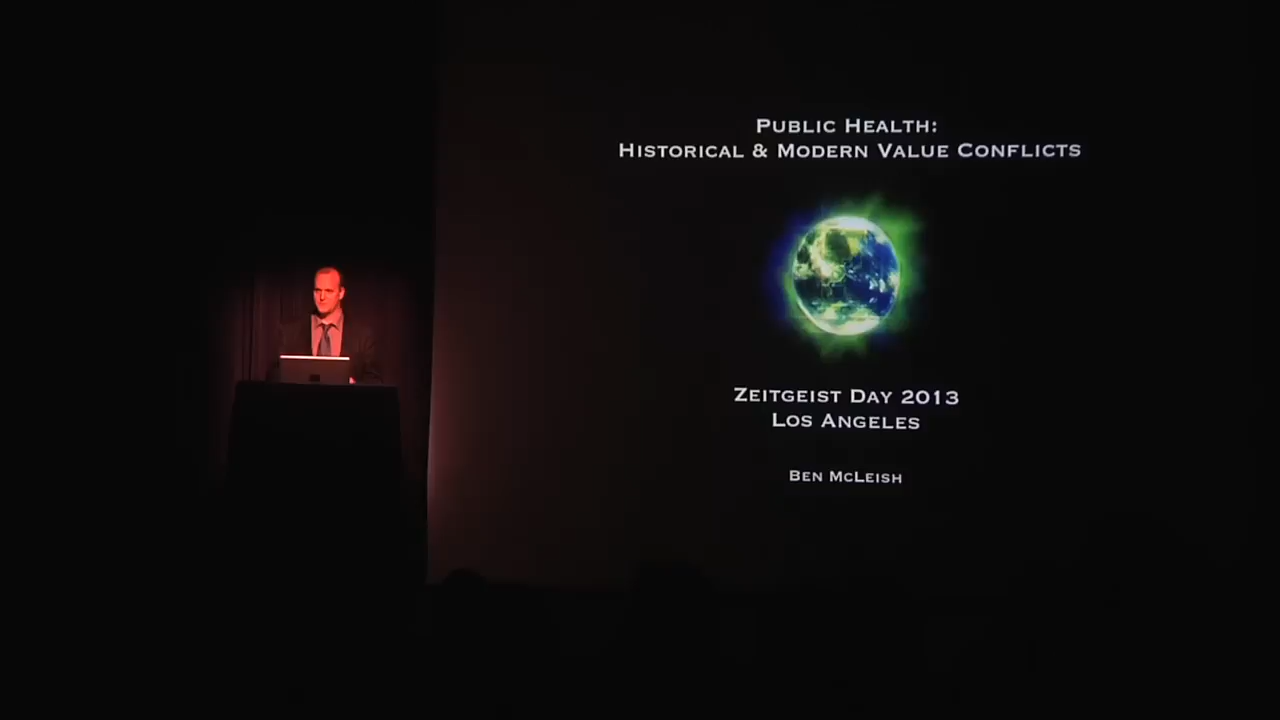 Public Health:
Historical & Modern Value Conflicts
Zeitgeist Day 2013
Los Angeles
Ben McLeish